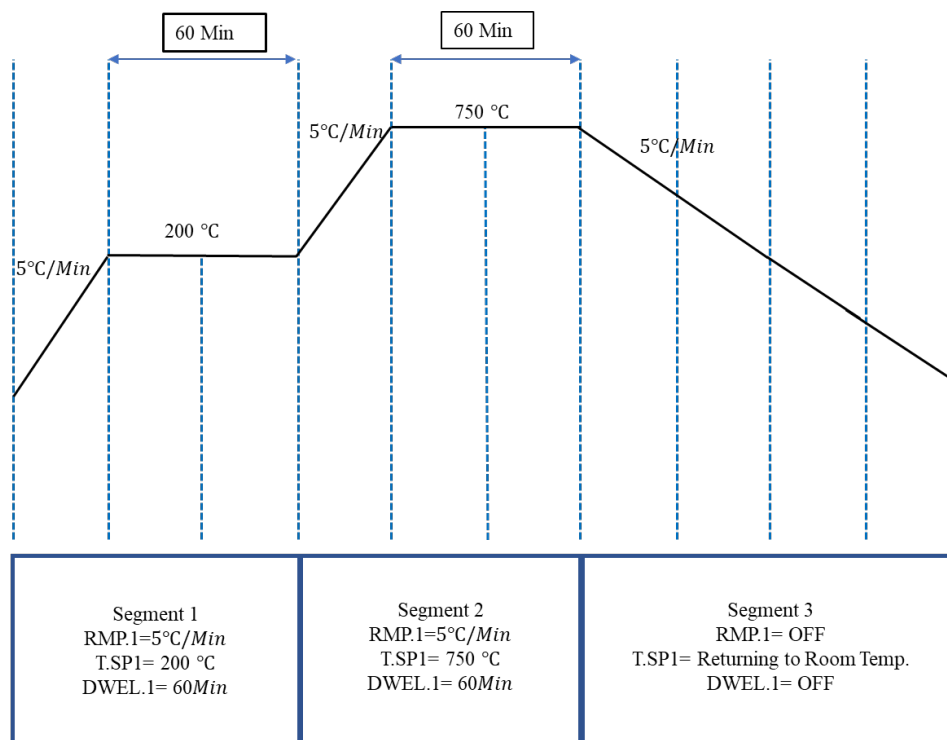 60 Min
60 Min
5°C/Min
200 °C
5°C/Min
750 °C
5°C/Min
Segment 1
RMP.1=5°C/Min
T.SP1= 200 °C
DWEL.1= 60Min
Segment 2
RMP.1=5°C/Min
T.SP1= 750 °C
DWEL.1= 60Min
Segment 3
RMP.1= OFF
T.SP1= Returning to Room Temp.
DWEL.1= OFF